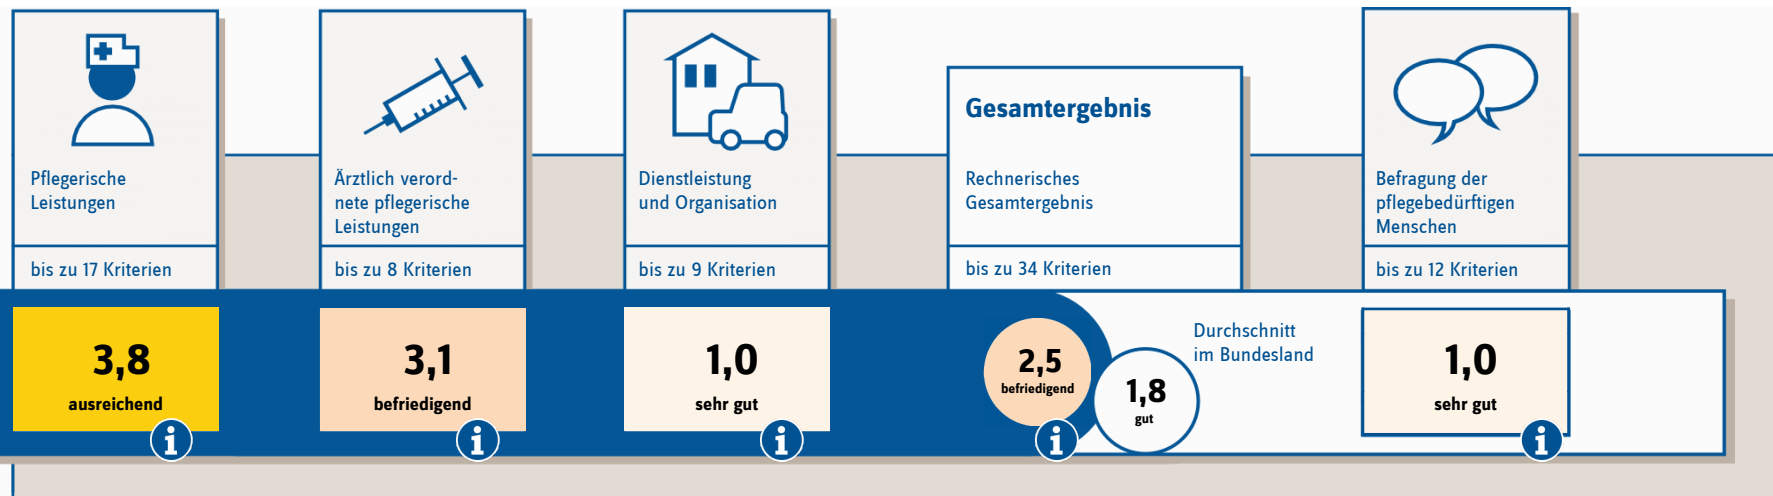 Pflegerische
Leistungen
bis zu 17 Kriterien
3,8
ausreichend
i
Ärztlich verord-
nete pflegerische
Leistungen
bis zu 8 Kriterien
3,1
befriedigend
i
Dienstleistung
und Organisation
bis zu 9 Kriterien
1,0
sehr gut
i
Gesamtergebnis
Rechnerisches
Gesamtergebnis
bis zu 34 Kriterien
2,5
befriedigend
i
1,8
gut
Durchschnitt
im Bundesland
Befragung der
pflegebedürftigen
Menschen
bis zu 12 Kriterien
1,0
sehr gut
i